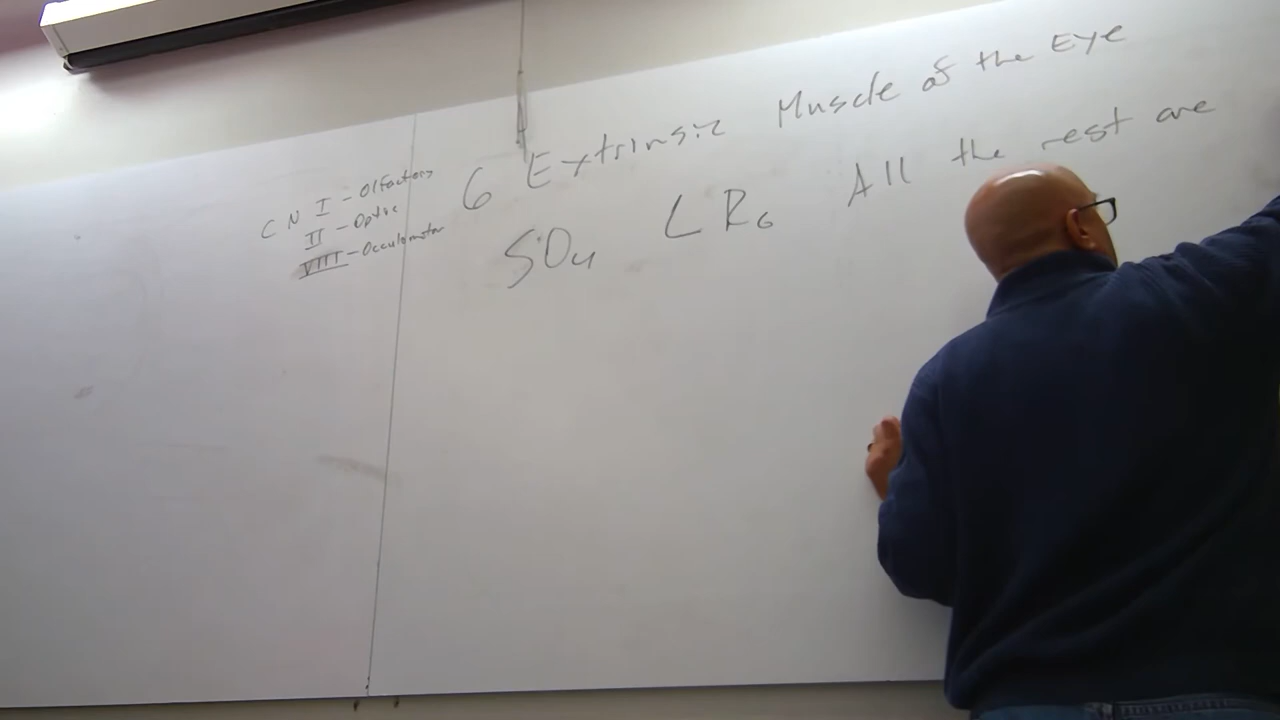 6 Extrinsic Muscle of the Eye
SO4 LR6 All the rest are
CN I - Olfactory
II - Optic
VIII - Occulomotor